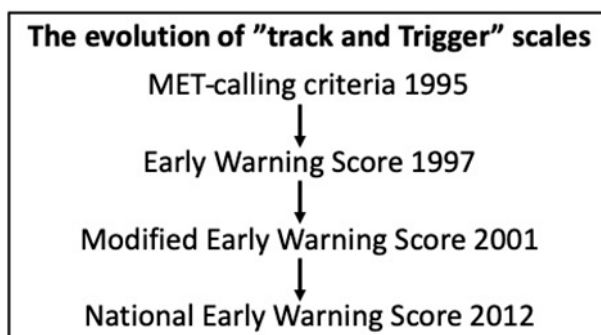 The evolution of ”track and Trigger” scales
MET-calling criteria 1995
Early Warning Score 1997
Modified Early Warning Score 2001
National Early Warning Score 2012